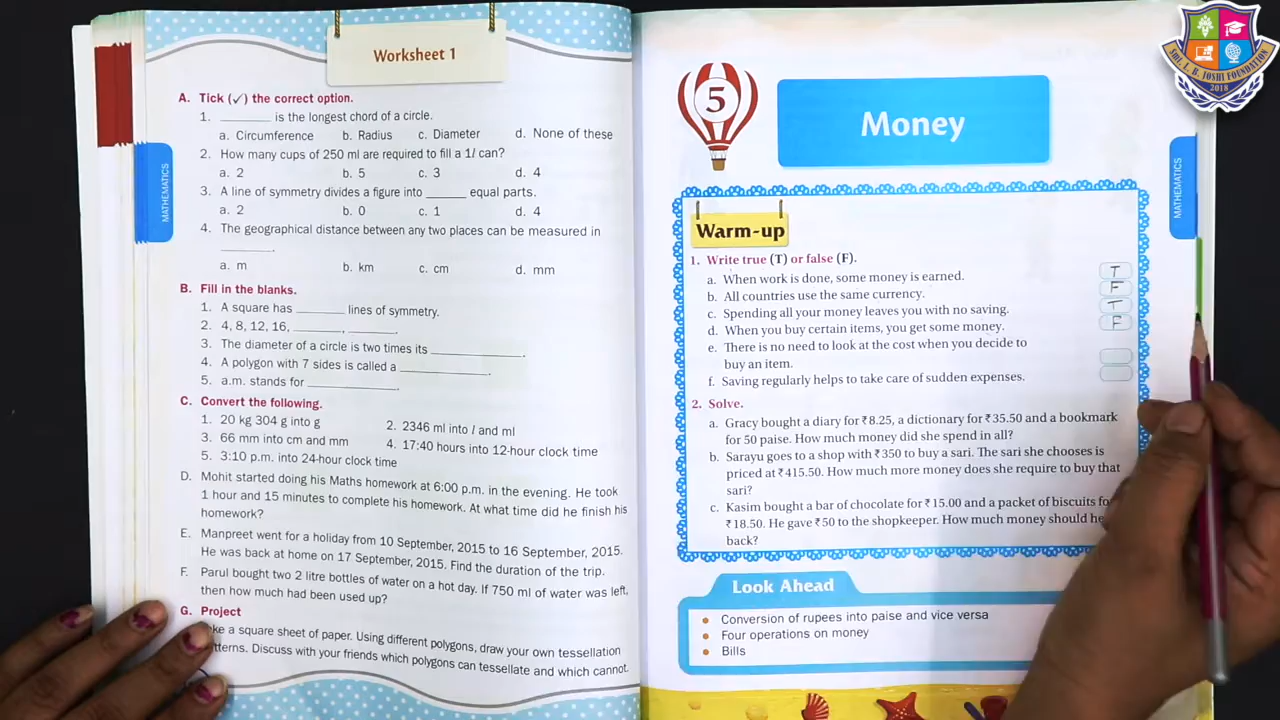 Worksheet 1
MATHEMATICS
A. Tick (✓) the correct option.
1. ________ is the longest chord of a circle.
a. Circumference b. Radius c. Diameter d. None of these
2. How many cups of 250 ml are required to fill a 1l can?
a. 2 b. 5 c. 3 d. 4
3. A line of symmetry divides a figure into ______ equal parts.
a. 2 b. 0 c. 1 d. 4
4. The geographical distance between any two places can be measured in
________.
a. m b. km c. cm d. mm
B. Fill in the blanks.
1. A square has _______ lines of symmetry.
2. 4, 8, 12, 16, _______, _______.
3. The diameter of a circle is two times its ______________.
4. A polygon with 7 sides is called a ______________.
5. a.m. stands for ______________.
C. Convert the following.
1. 20 kg 304 g into g 2. 2346 ml into l and ml
3. 66 mm into cm and mm 4. 17:40 hours into 12-hour clock time
5. 3:10 p.m. into 24-hour clock time
D. Mohit started doing his Maths homework at 6:00 p.m. in the evening. He took
1 hour and 15 minutes to complete his homework. At what time did he finish his
homework?
E. Manpreet went for a holiday from 10 September, 2015 to 16 September, 2015.
He was back at home on 17 September, 2015. Find the duration of the trip.
F. Parul bought two 2 litre bottles of water on a hot day. If 750 ml of water was left,
then how much had been used up?
G. Project
ke a square sheet of paper. Using different polygons, draw your own tessellation
tterns. Discuss with your friends which polygons can tessellate and which cannot.
5
Money
MATHEMATICS
Warm-up
1. Write true (T) or false (F).
a. When work is done, some money is earned. T
b. All countries use the same currency. F
c. Spending all your money leaves you with no saving. T
d. When you buy certain items, you get some money. F
e. There is no need to look at the cost when you decide to
buy an item.
f. Saving regularly helps to take care of sudden expenses.
2. Solve.
a. Gracy bought a diary for ₹8.25, a dictionary for ₹35.50 and a bookmark
for 50 paise. How much money did she spend in all?
b. Sarayu goes to a shop with ₹350 to buy a sari. The sari she chooses is
priced at ₹415.50. How much more money does she require to buy that
sari?
c. Kasim bought a bar of chocolate for ₹15.00 and a packet of biscuits fo
₹18.50. He gave ₹50 to the shopkeeper. How much money should he
back?
Look Ahead
• Conversion of rupees into paise and vice versa
• Four operations on money
• Bills
SHL. I. B. JOSHI FOUNDATION
2018